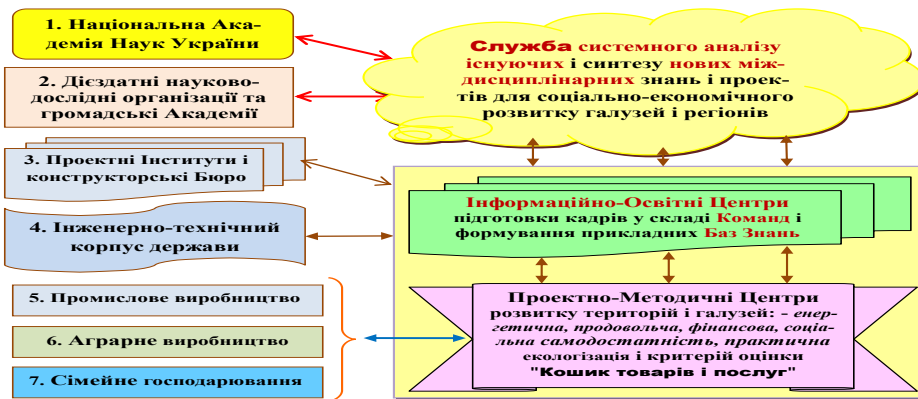 1. Національна Ака-
демія Наук України
2. Дієздатні науково-
дослідні організації та
громадські Академії
3. Проектні Інститути і
конструкторські Бюро
4. Інженерно-технічний
корпус держави
5. Промислове виробництво
6. Аграрне виробництво
7. Сімейне господарювання
Служба системного аналізу
існуючих і синтезу нових між-
дисциплінарних знань і проек-
тів для соціально-економічного
розвитку галузей і регіонів
Інформаційно-Освітні Центри
підготовки кадрів у складі Команд і
формування прикладних Баз Знань
Проектно-Методичні Центри
розвитку територій і галузей: - енер-
гетична, продовольча, фінансова, соціа-
льна самодостатність, практична
екологізація і критерій оцінки
"Кошик товарів і послуг"